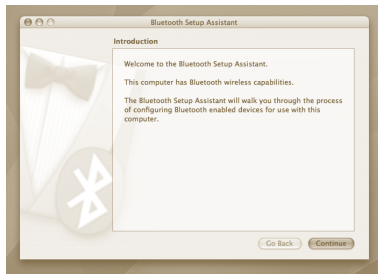 Bluetooth Setup Assistant
Introduction
Welcome to the Bluetooth Setup Assistant.
This computer has Bluetooth wireless capabilities.
The Bluetooth Setup Assistant will walk you through the process
of configuring Bluetooth enabled devices for use with this
computer.
Go Back
Continue